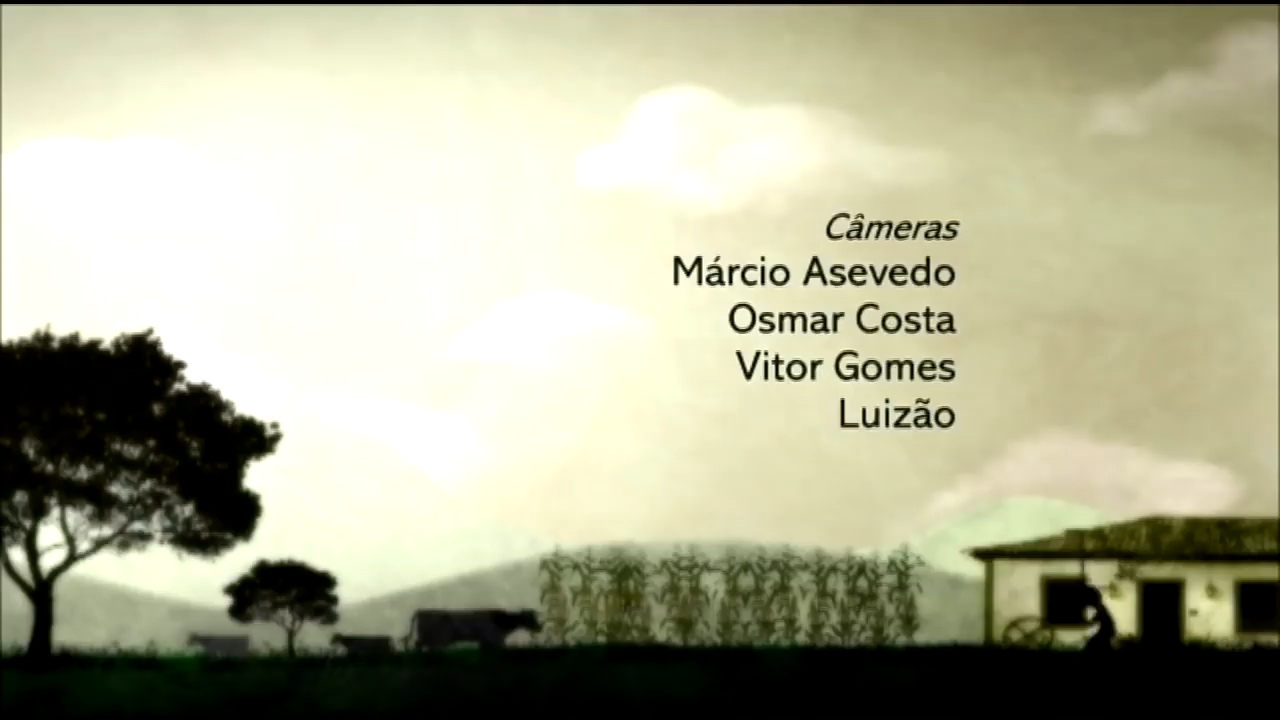 Câmeras
Márcio Asevedo
Osmar Costa
Vitor Gomes
Luizão